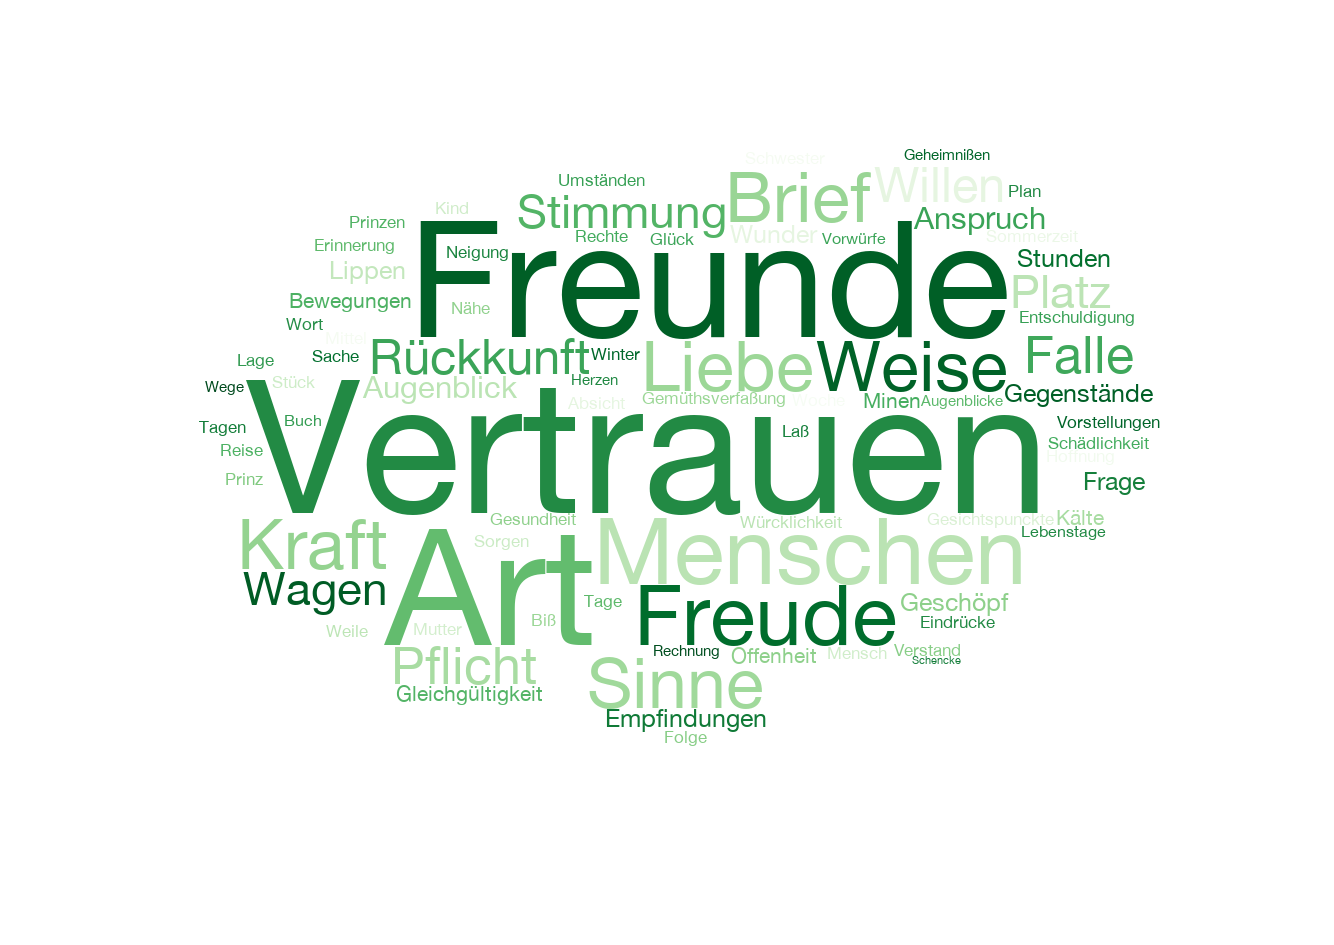 Schwester
Geheimnißen
Umständen
Brief
Willen
Plan
Kind
Stimmung
Anspruch
Prinzen
Freunde
Rechte
Glück
Wunder
Vorwürfe
Sommerzeit
Erinnerung
Neigung
Stunden
Lippen
Platz
Bewegungen
Nähe
Entschuldigung
Wort
Mittel
Lage
Sache
Rückkunft
Winter
Liebe
Weise
Falle
Wege
Stück
Augenblick
Herzen
Gegenstände
Absicht
Gemüthsverfaßung
Minen
Augenblicke
Tagen
Buch
Vertrauen
Laß
Vorstellungen
Reise
Schädlichkeit
Hoffnung
Prinz
Frage
Kraft
Gesundheit
Menschen
Würcklichkeit
Gesichtspunckte
Kälte
Sorgen
Lebenstage
Wagen
Art
Tage
Freude
Geschöpf
Weile
Mutter
Biß
Eindrücke
Pflicht
Rechnung
Offenheit
Mensch
Verstand
Schencke
Gleichgültigkeit
Sinne
Empfindungen
Folge